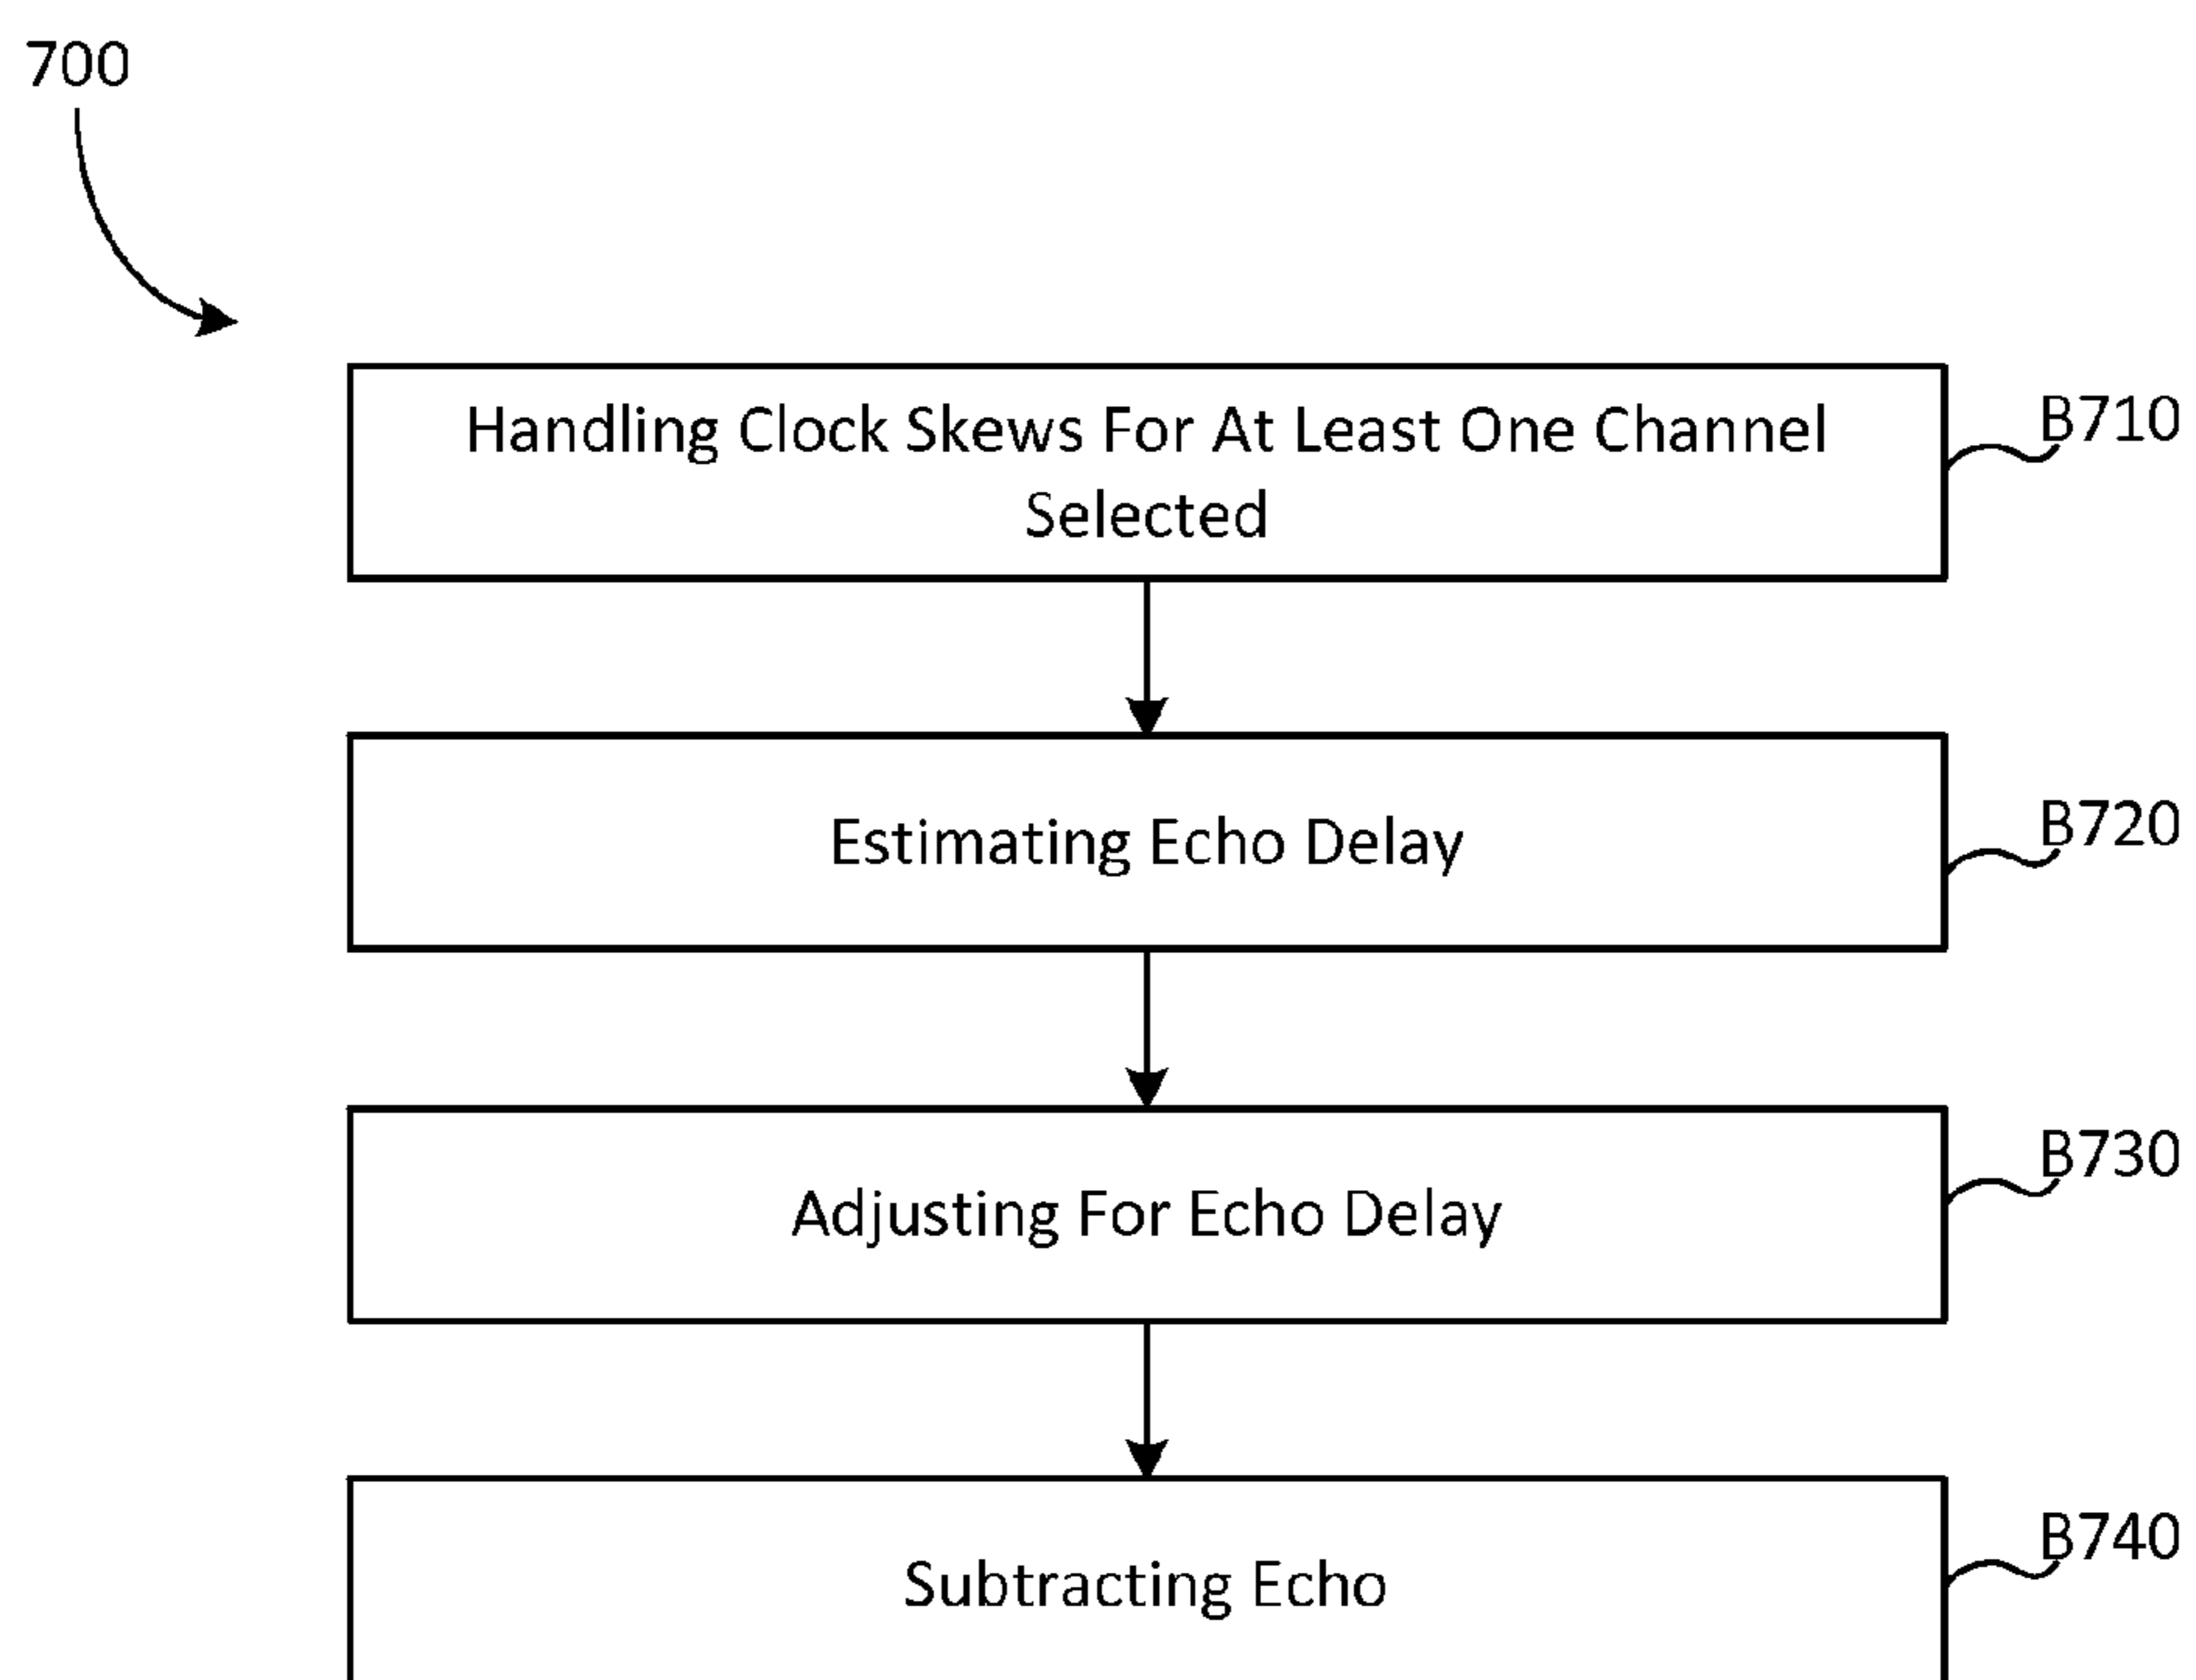 700
Handling Clock Skews For At Least One Channel
Selected
B710
Estimating Echo Delay
B720
Adjusting For Echo Delay
B730
Subtracting Echo
B740